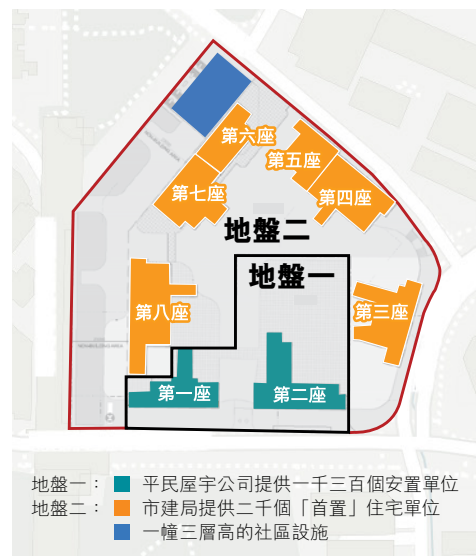 第六座
第五座
第七座
第四座
地盤二
地盤一
第八座
第三座
第一座
第二座
地盤一： 平民屋宇公司提供一千三百個安置單位
地盤二： 市建局提供二千個「首置」住宅單位
一幢三層高的社區設施